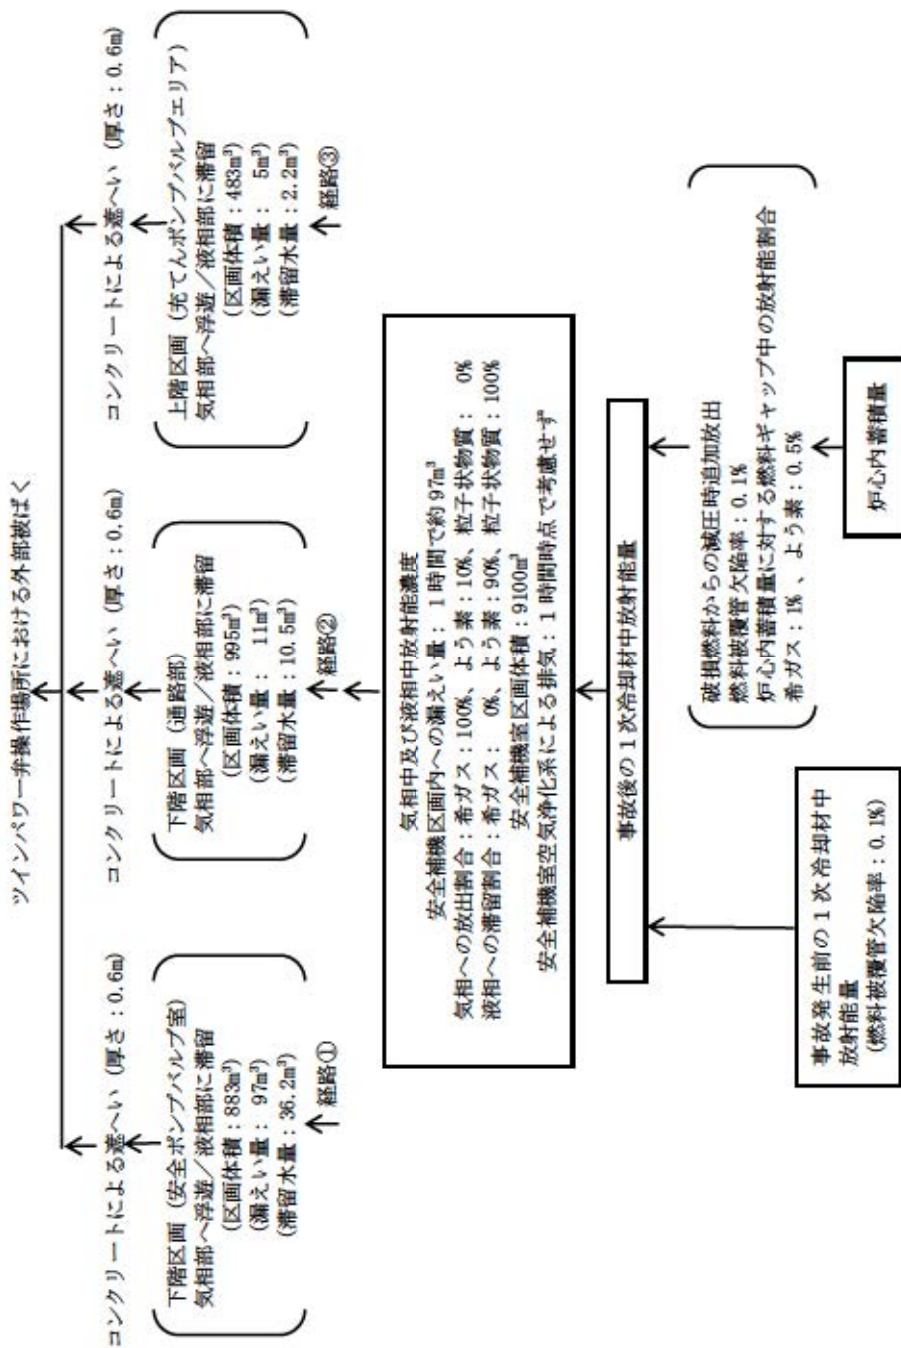 ツインパワー弁操作場所における外部被ばく
コンクリートによる遮へい（厚さ：0.6m）
下階区画（安全ポンプバルブ室）
気相部へ浮遊／液相部に滞留
（区画体積：883m³）
（漏えい量： 97m³）
（滞留水量：36.2m³）
経路①
コンクリートによる遮へい（厚さ：0.6m）
下階区画（通路部）
気相部へ浮遊／液相部に滞留
（区画体積：995m³）
（漏えい量： 11m³）
（滞留水量：10.5m³）
経路②
コンクリートによる遮へい（厚さ：0.6m）
上階区画（充てんポンプバルブエリア）
気相部へ浮遊／液相部に滞留
（区画体積：483m³）
（漏えい量： 5m³）
（滞留水量：2.2m³）
経路③
気相中及び液相中放射能濃度
安全補機区画内への漏えい量：1時間で約97m³
気相への放出割合：希ガス：100%、よう素：10%、粒子状物質： 0%
液相への滞留割合：希ガス： 0%、よう素：90%、粒子状物質：100%
安全補機室区画体積：9100m³
安全補機室空気浄化系による排気：1時間時点で考慮せず
事故後の1次冷却材中放射能量
事故発生前の1次冷却材中
放射能量
（燃料被覆管欠陥率：0.1%）
破損燃料からの減圧時追加放出
燃料被覆管欠陥率：0.1%
炉心内蓄積量に対する燃料ギャップ中の放射能割合
希ガス：1%、よう素：0.5%
炉心内蓄積量